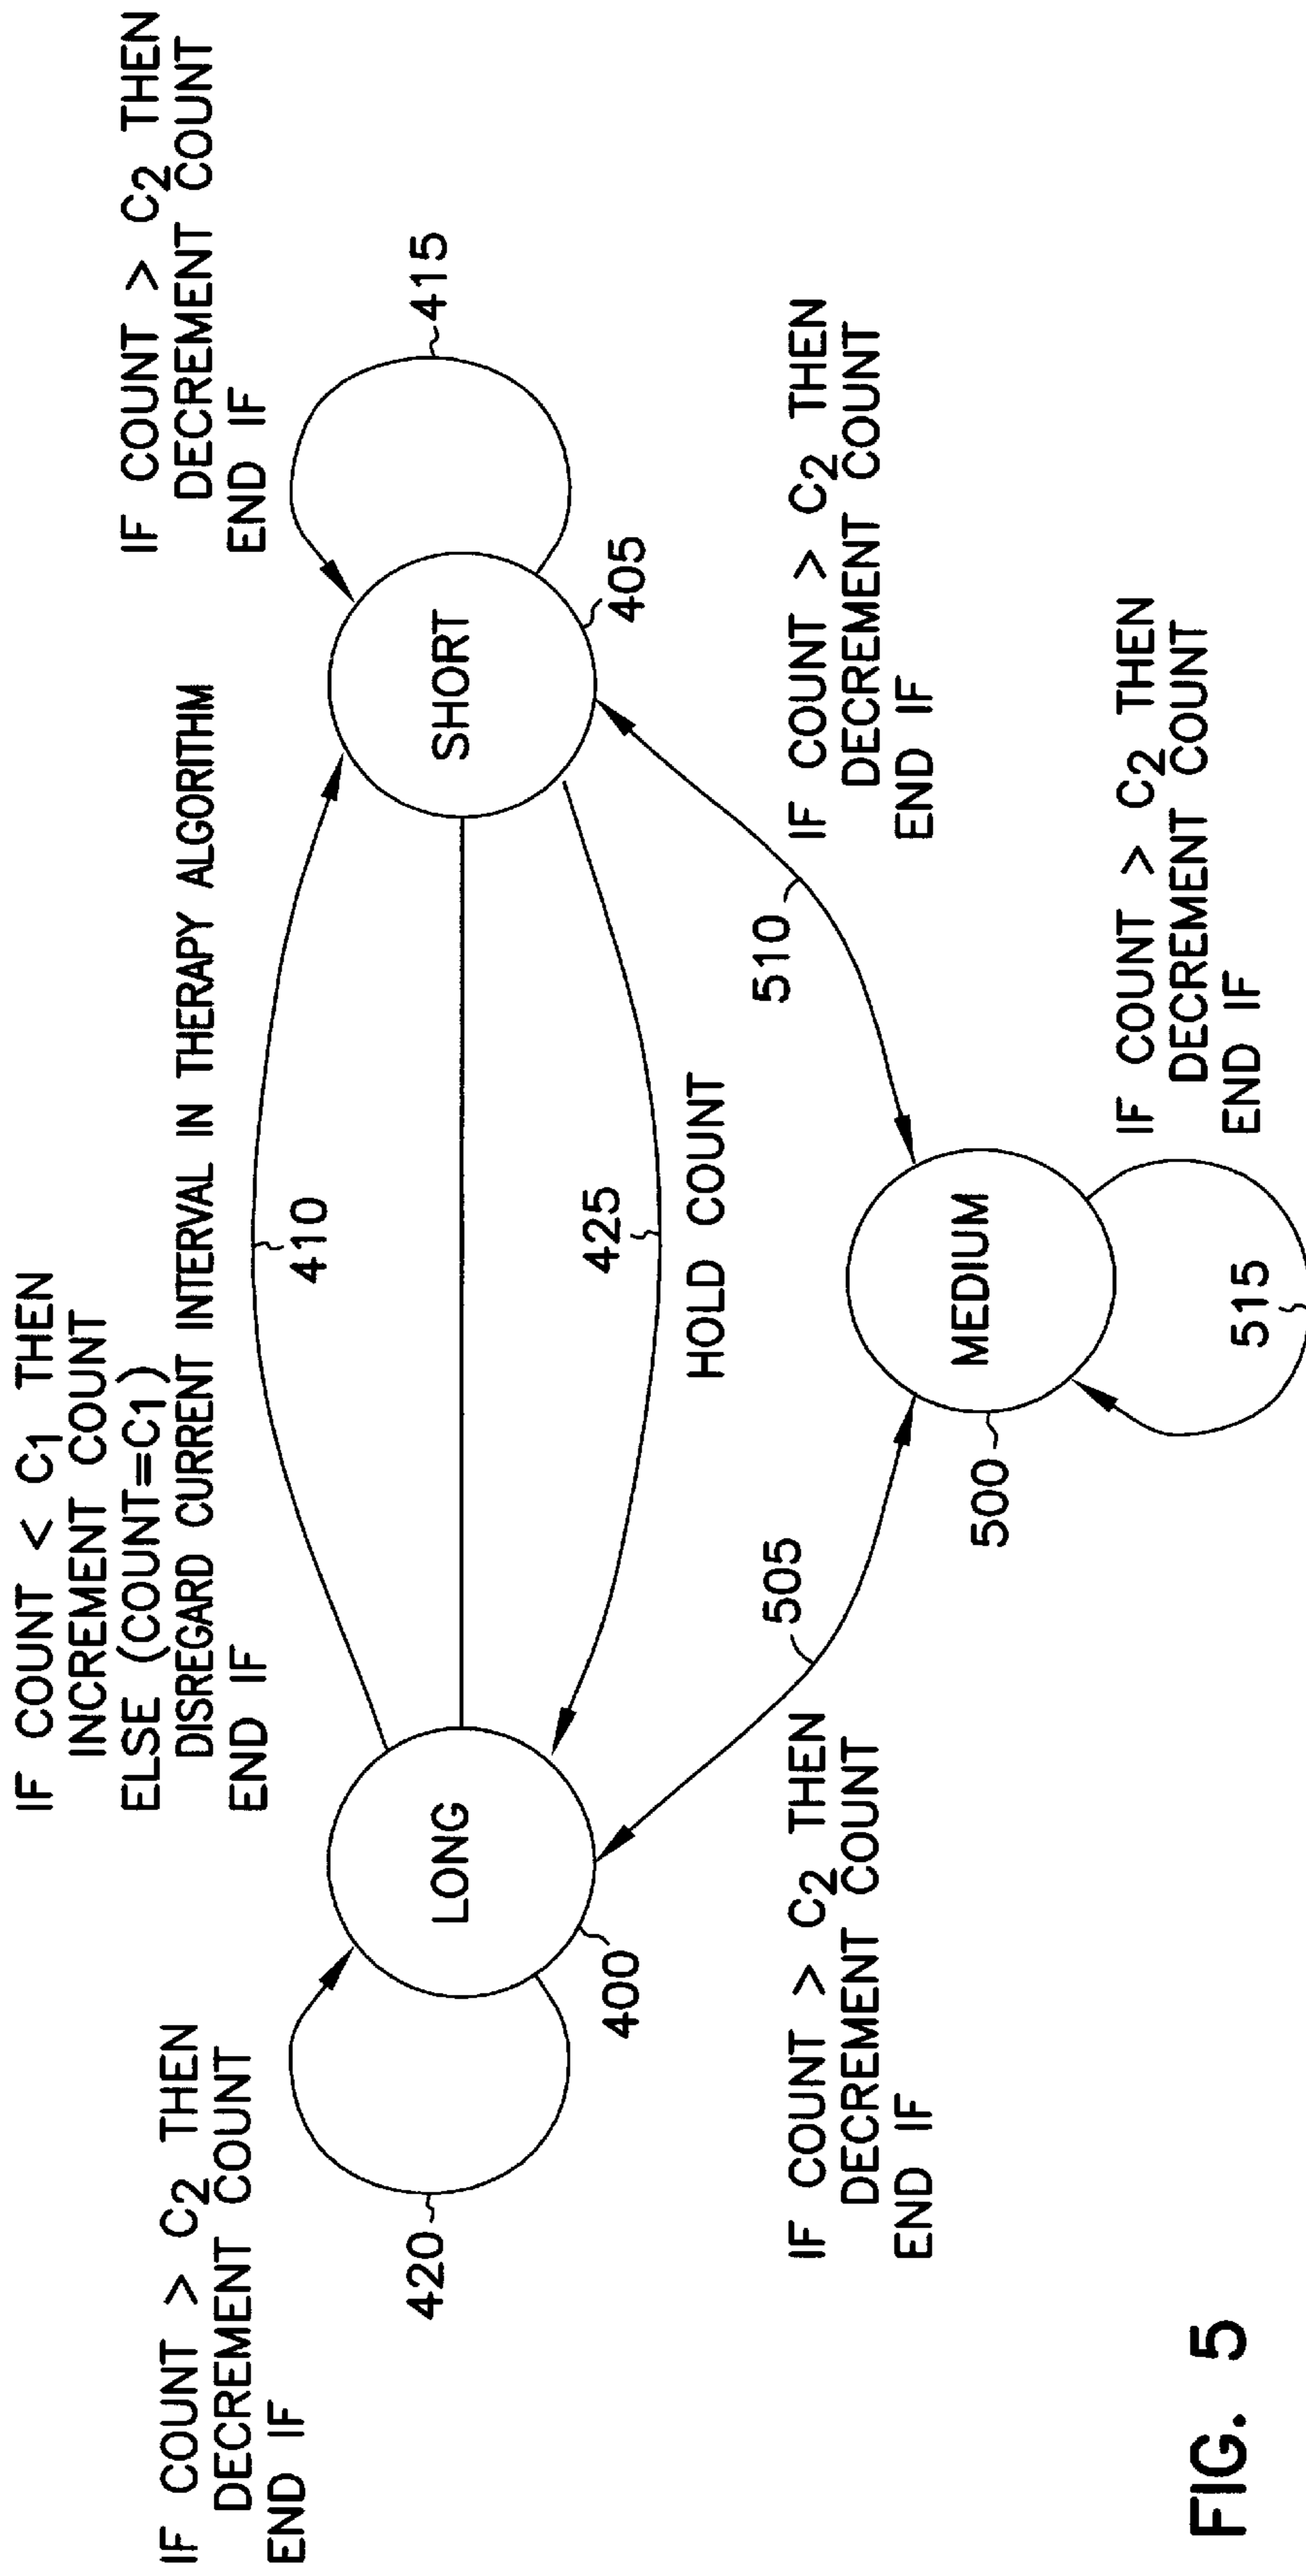 IF COUNT < C1 THEN
INCREMENT COUNT
ELSE (COUNT=C1)
DISREGARD CURRENT INTERVAL IN THERAPY ALGORITHM
END IF
IF COUNT > C2 THEN
DECREMENT COUNT
END IF
IF COUNT > C2 THEN
DECREMENT COUNT
END IF
410
420
LONG
400
SHORT
405
415
425
HOLD COUNT
IF COUNT > C2 THEN
DECREMENT COUNT
END IF
505
510
IF COUNT > C2 THEN
DECREMENT COUNT
END IF
MEDIUM
500
515
IF COUNT > C2 THEN
DECREMENT COUNT
END IF
FIG. 5